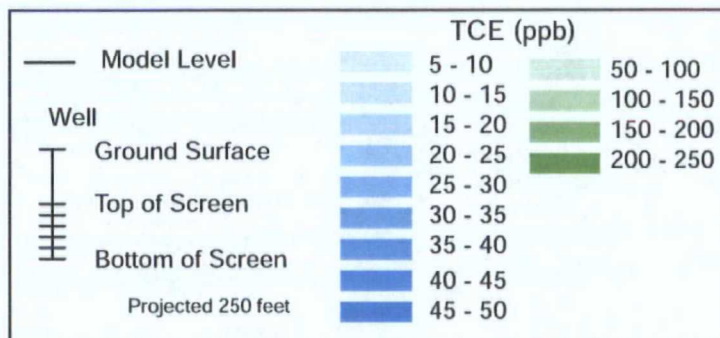 TCE (ppb)
Model Level
Well
Ground Surface
Top of Screen
Bottom of Screen
Projected 250 feet
5 - 10
10 - 15
15 - 20
20 - 25
25 - 30
30 - 35
35 - 40
40 - 45
45 - 50
50 - 100
100 - 150
150 - 200
200 - 250